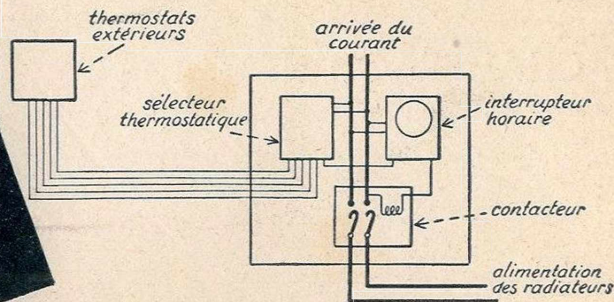 thermostats
extérieurs
arrivée du
courant
sélecteur
thermostatique
interrupteur
horaire
contacteur
alimentation
des radiateurs